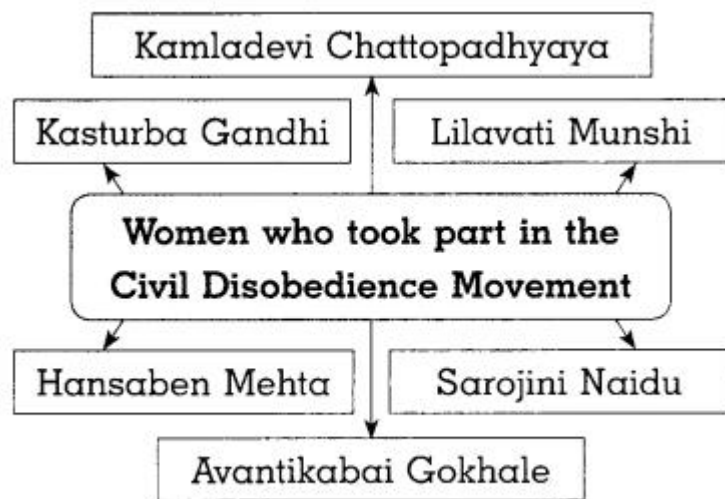 Kamladevi Chattopadhyaya
Kasturba Gandhi
Lilavati Munshi
Women who took part in the
Civil Disobedience Movement
Hansaben Mehta
Sarojini Naidu
Avantikabai Gokhale